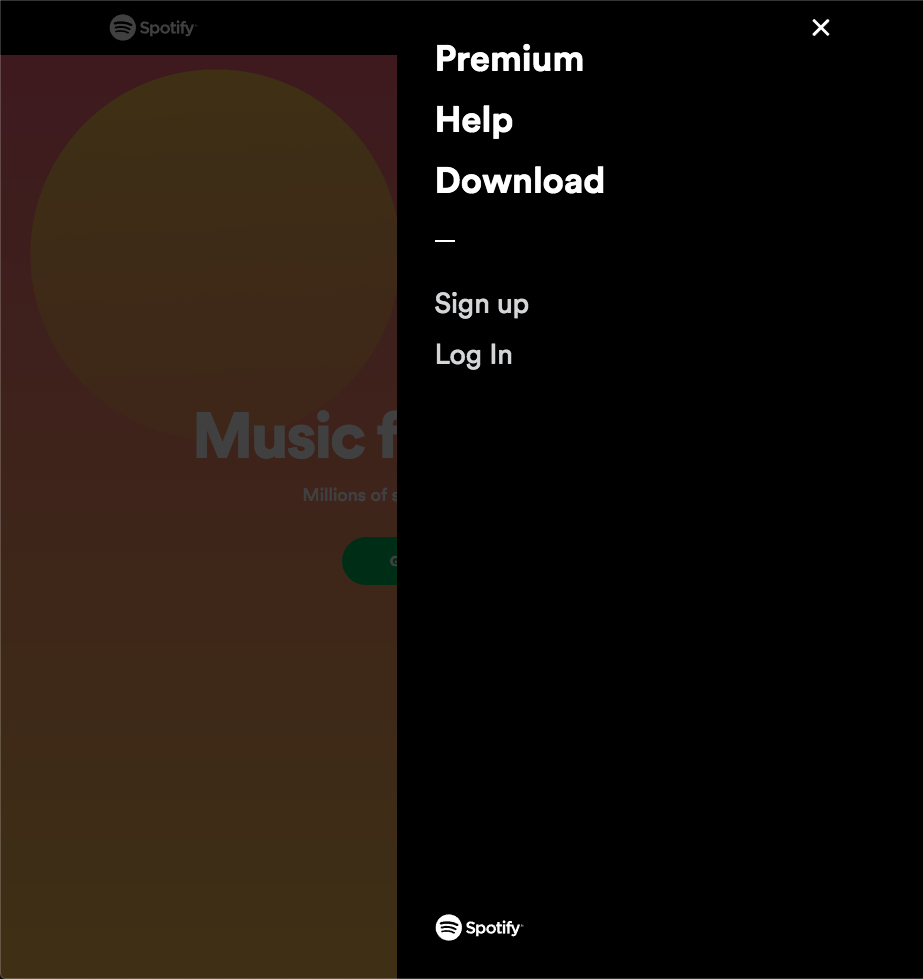 Spotify
Premium
Help
Download
Sign up
Log In
Music
Millions of
Spotify